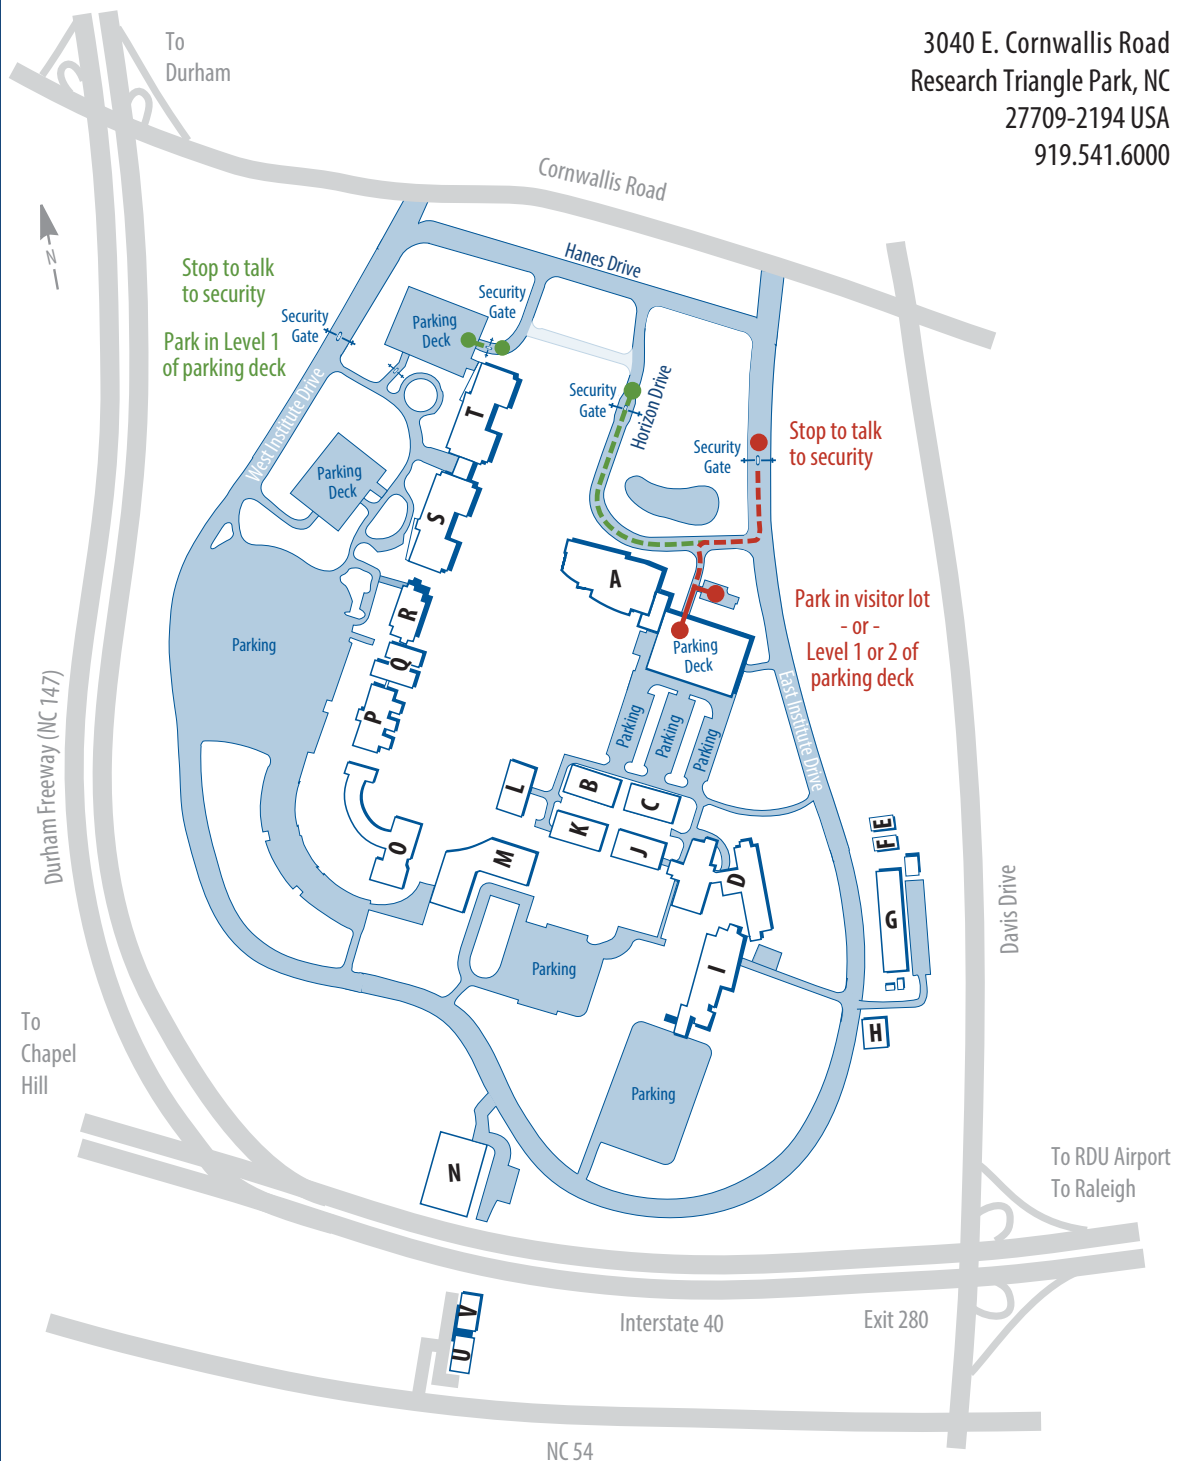 To
Durham
3040 E. Cornwallis Road
Research Triangle Park, NC
27709-2194 USA
919.541.6000
Cornwallis Road
N
Hanes Drive
Stop to talk
to security
Park in Level 1
of parking deck
Security
Gate
Security
Gate
Parking
Deck
Security
Gate
Horizon Drive
Security
Gate
Stop to talk
to security
West Institute Drive
T
Parking
Deck
S
A
R
Park in visitor lot
- or -
Level 1 or 2 of
parking deck
Parking
Deck
Parking
Q
P
Parking
Parking
Parking
East Institute Drive
Durham Freeway (NC 147)
L
B
C
K
J
O
M
D
E
F
G
Davis Drive
I
Parking
H
To
Chapel
Hill
Parking
N
To RDU Airport
To Raleigh
V
U
Interstate 40
Exit 280
NC 54